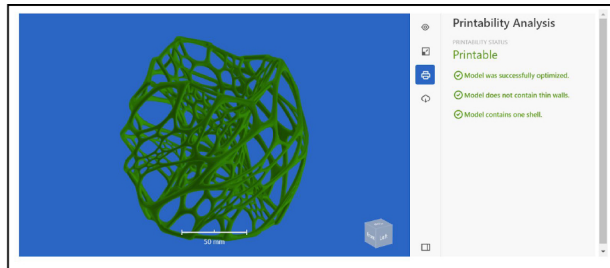 Printability Analysis
PRINTABILITY STATUS
Printable
Model was successfully optimized.
Model does not contain thin walls.
Model contains one shell.
50 mm